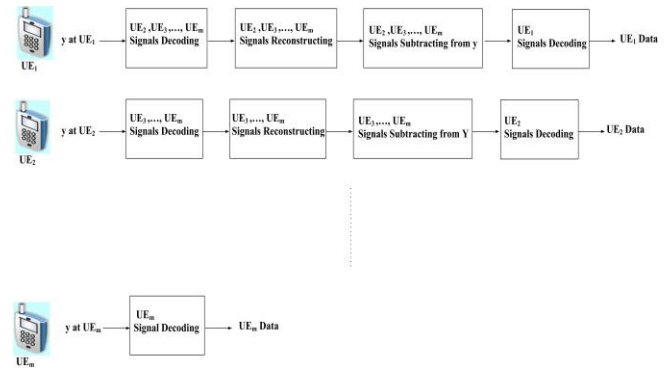 UE₂ ,UE₃ ,..., UEₘ
Signals Decoding
UE₂ ,UE₃,..., UEₘ
Signals Reconstructing
UE₂ ,UE₃,..., UEₘ
Signals Subtracting from y
UE₁
Signals Decoding
y at UE₁
UE₁ Data
UE₁
UE₃,..., UEₘ
Signals Decoding
UE₃,..., UEₘ
Signals Reconstructing
UE₃,..., UEₘ
Signals Subtracting from Y
UE₂
Signals Decoding
y at UE₂
UE₂ Data
UE₂
UEₘ
Signal Decoding
y at UEₘ
UEₘ Data
UEₘ